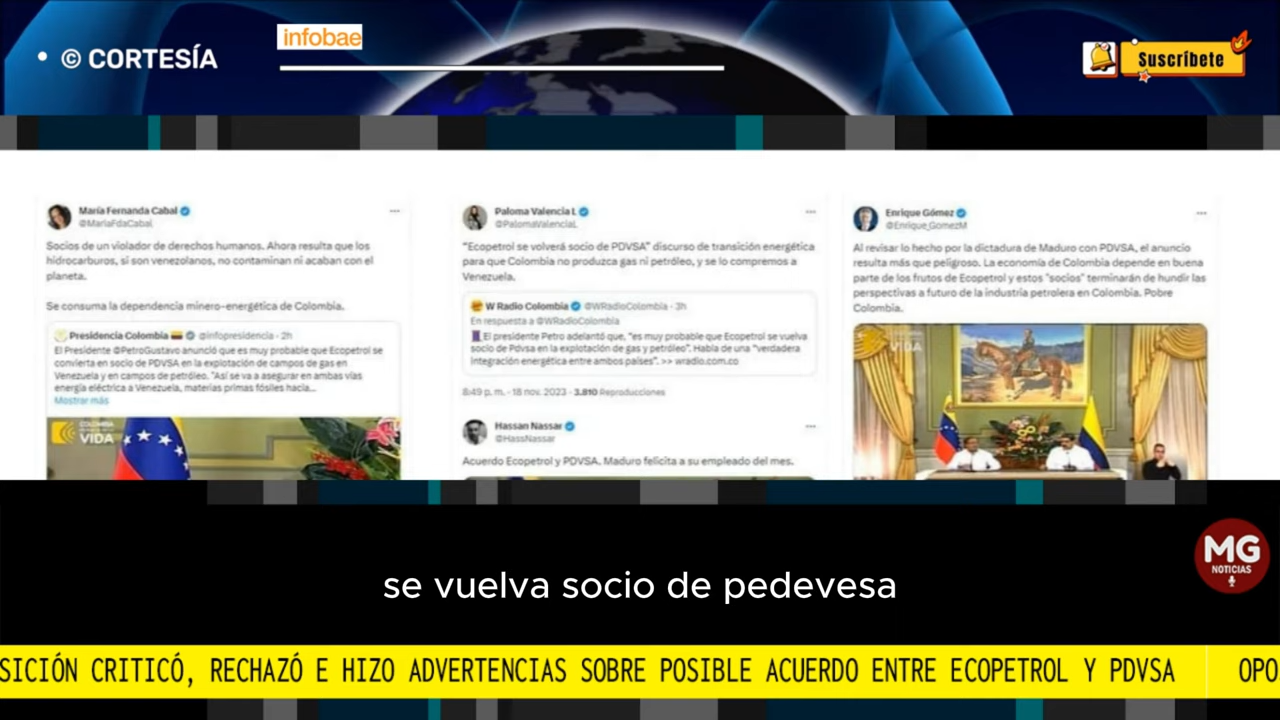 © CORTESÍA
infobae
Suscríbete
María Fernanda Cabal
@MariaFdaCabal
Socios de un violador de derechos humanos. Ahora resulta que los
hidrocarburos, si son venezolanos, no contaminan ni acaban con el
planeta.
Se consuma la dependencia minero-energética de Colombia.
Presidencia Colombia @infopresidencia · 2h
El Presidente @PetroGustavo anunció que es muy probable que Ecopetrol se
convierta en socio de PDVSA en la explotación de campos de gas en
Venezuela y en campos de petróleo. "Así se va a asegurar en ambas vías
energía eléctrica a Venezuela, materias primas fósiles hacia...
Mostrar más
COLOMBIA
VIDA
Paloma Valencia L
@PalomaValenciaL
"Ecopetrol se volverá socio de PDVSA" discurso de transición energética
para que Colombia no produzca gas ni petróleo, y se lo compremos a
Venezuela.
W Radio Colombia @WRadioColombia · 3h
En respuesta a @WRadioColombia
El presidente Petro adelantó que, "es muy probable que Ecopetrol se vuelva
socio de Pdvsa en la explotación de gas y petróleo". Habla de una "verdadera
integración energética entre ambos países". >> wradio.com.co
8:49 p. m. · 18 nov. 2023 · 3.810 Reproducciones
Hassan Nassar
@HassNassar
Acuerdo Ecopetrol y PDVSA. Maduro felicita a su empleado del mes.
Enrique Gómez
@Enrique_GomezM
Al revisar lo hecho por la dictadura de Maduro con PDVSA, el anuncio
resulta más que peligroso. La economía de Colombia depende en buena
parte de los frutos de Ecopetrol y estos "socios" terminarán de hundir las
perspectivas a futuro de la industria petrolera en Colombia. Pobre
Colombia.
VIDA
MG
NOTICIAS
se vuelva socio de pedevesa
SICIÓN CRITICÓ, RECHAZÓ E HIZO ADVERTENCIAS SOBRE POSIBLE ACUERDO ENTRE ECOPETROL Y PDVSA OPO